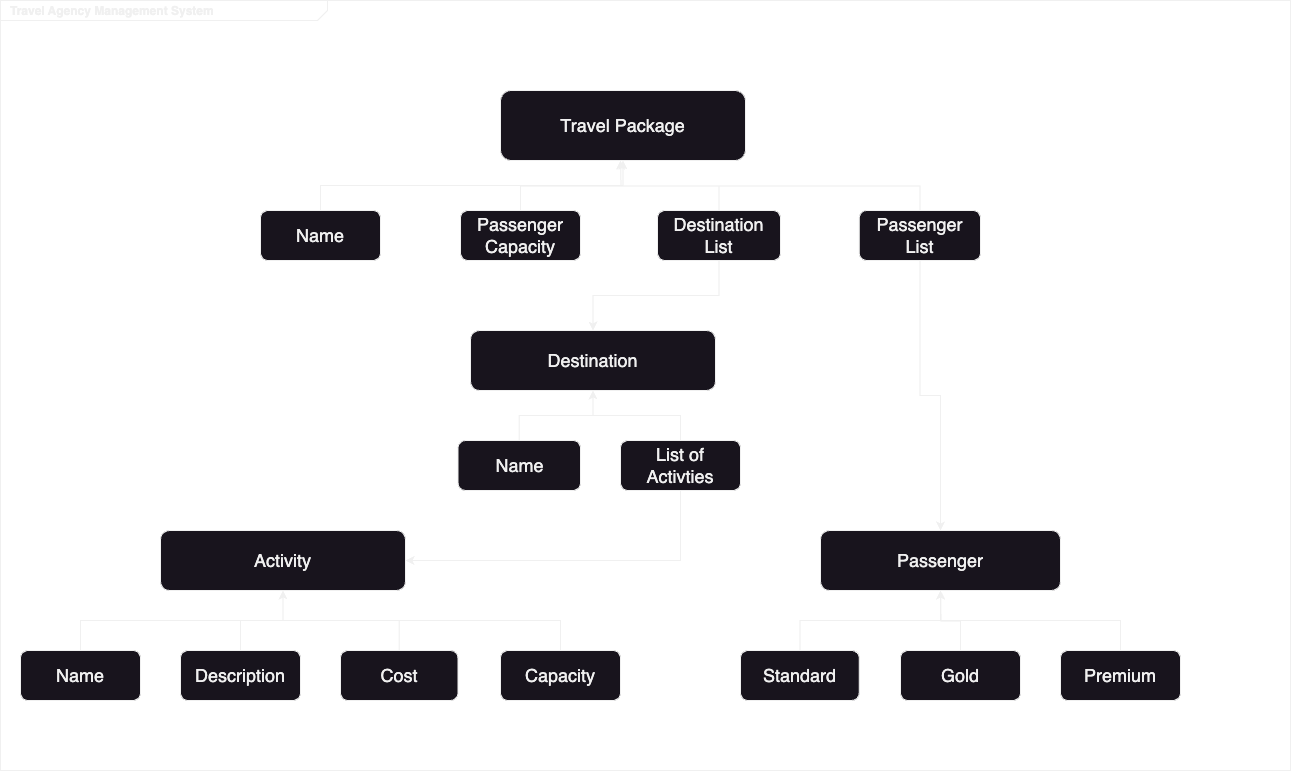 Travel Agency Management System
Travel Package
Name
Passenger
Capacity
Destination
List
Passenger
List
Destination
Name
List of
Activties
Activity
Passenger
Name
Description
Cost
Capacity
Standard
Gold
Premium